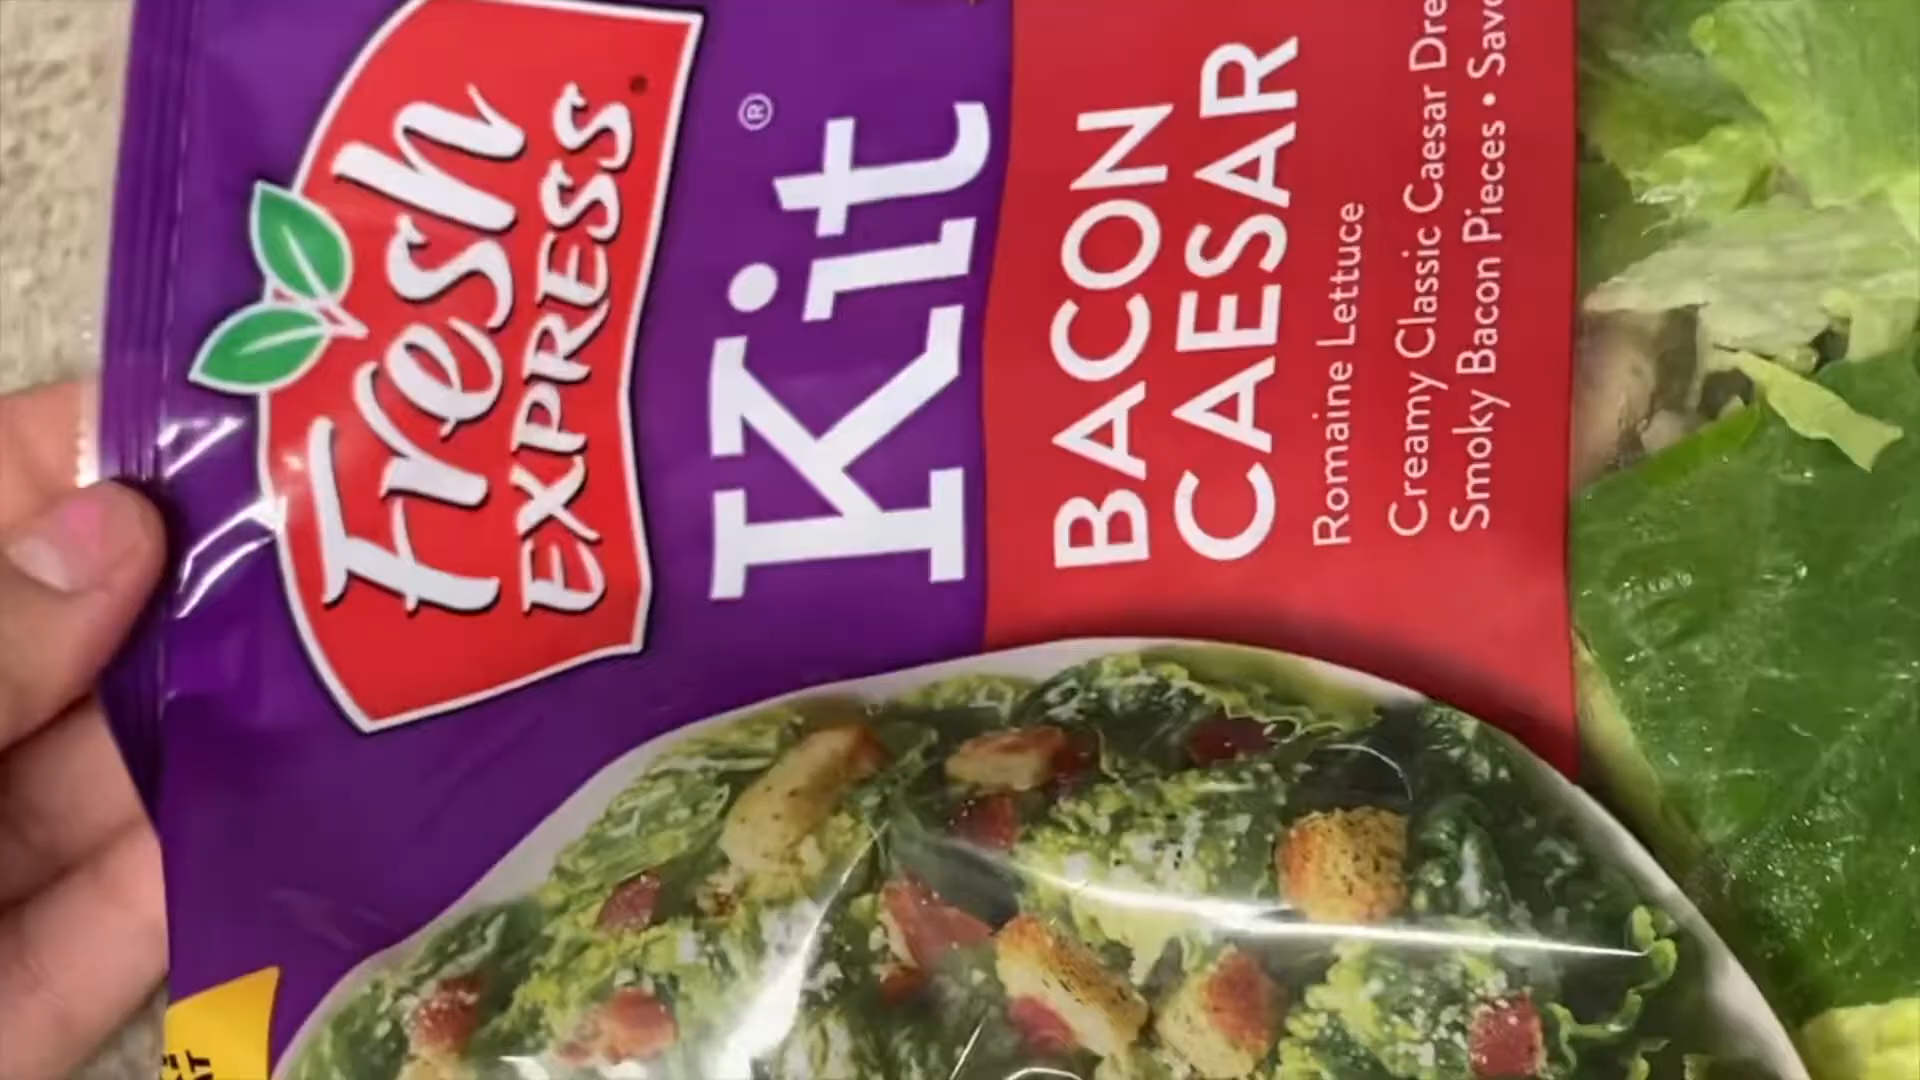 Fresh
EXPRESS
Kit®
BACON
CAESAR
Romaine Lettuce
Creamy Classic Caesar
Smoky Bacon Pieces •